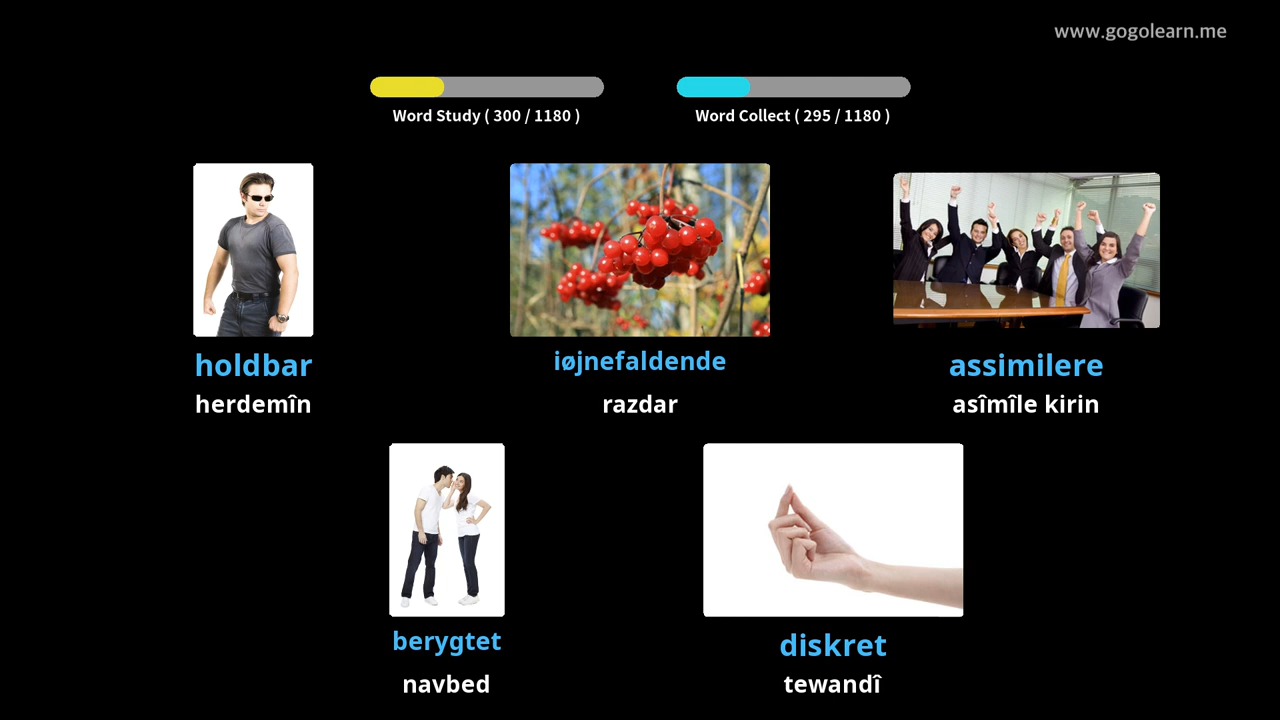 www.gogolearn.me
Word Study ( 300 / 1180 )
Word Collect ( 295 / 1180 )
holdbar
herdemîn
iøjnefaldende
razdar
assimilere
asîmîle kirin
berygtet
navbed
diskret
tewandî